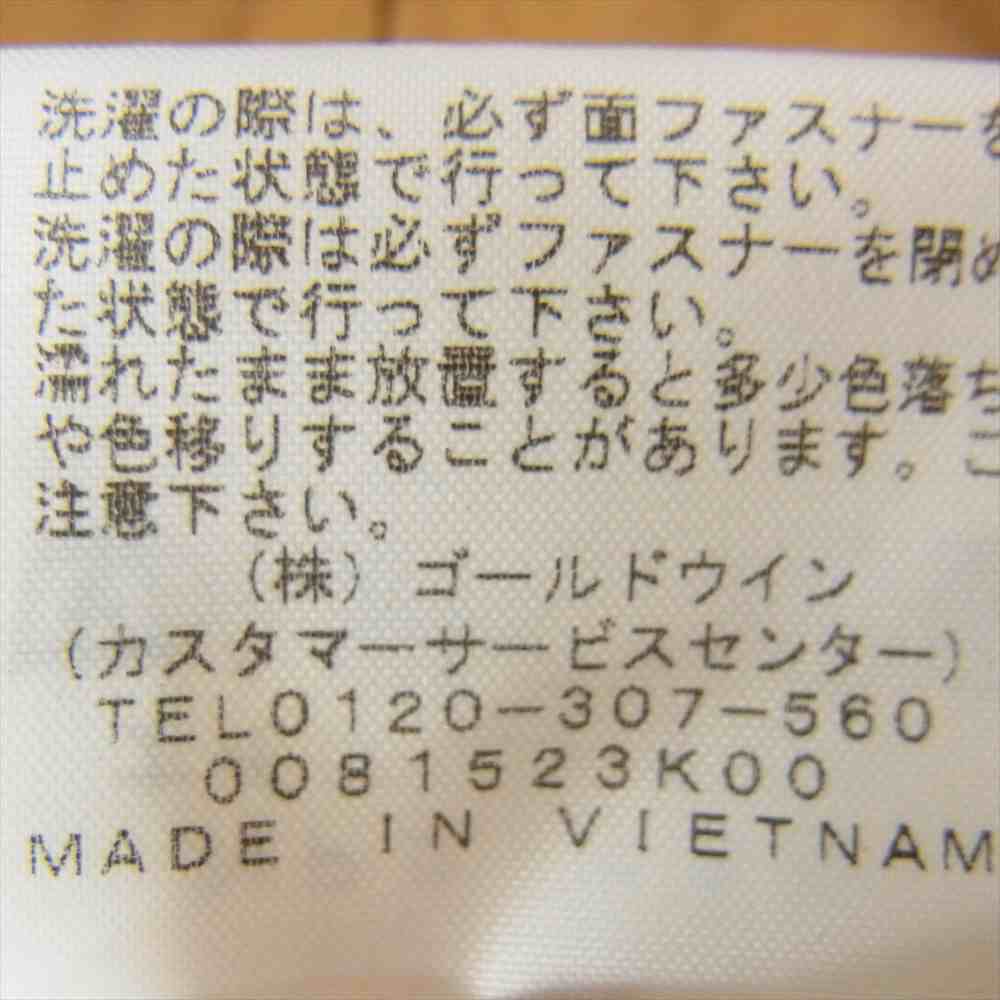 洗濯の際は、必ず面ファスナーを
止めた状態で行って下さい。
洗濯の際は必ずファスナーを閉め
た状態で行って下さい。
濡れたまま放置すると多少色落ち
や色移りすることがあります。ご
注意下さい。
(株) ゴールドウイン
(カスタマーサービスセンター)
TEL0120-307-560
0081523K00
MADE IN VIETNAM